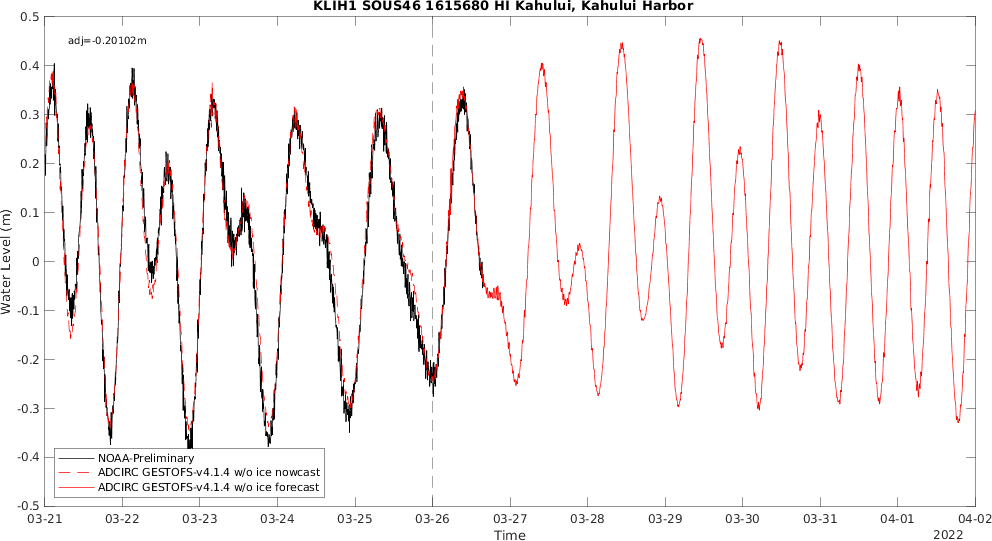 KLIH1 SOUS46 1615680 HI Kahului, Kahului Harbor
adj=-0.20102m
0.5
0.4
0.3
0.2
0.1
0
-0.1
-0.2
-0.3
-0.4
-0.5
Water Level (m)
NOAA-Preliminary
ADCIRC GESTOFS-v4.1.4 w/o ice nowcast
ADCIRC GESTOFS-v4.1.4 w/o ice forecast
03-21 03-22 03-23 03-24 03-25 03-26 03-27 03-28 03-29 03-30 03-31 04-01 04-02
Time
2022